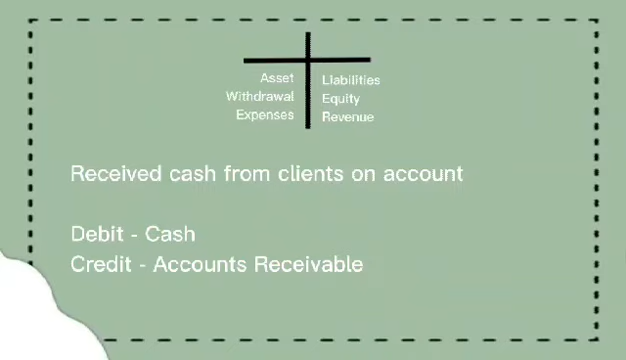 Asset
Withdrawal
Expenses
Liabilities
Equity
Revenue
Received cash from clients on account
Debit - Cash
Credit - Accounts Receivable